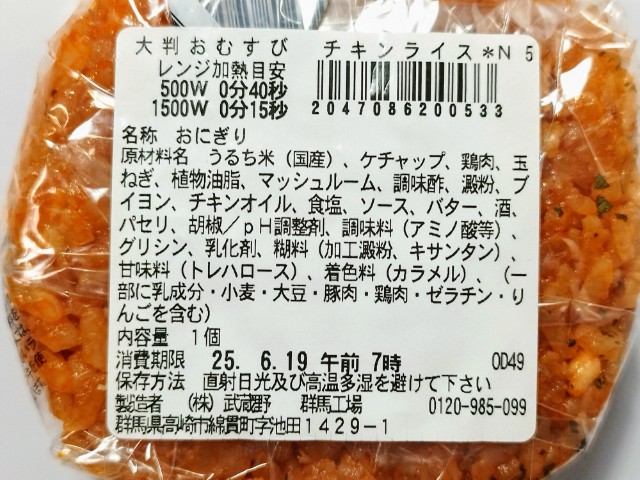 大判おむすび チキンライス*N 5
レンジ加熱目安
500W 0分40秒
1500W 0分15秒
2047086200533
名称 おにぎり
原材料名 うるち米（国産）、ケチャップ、鶏肉、玉
ねぎ、植物油脂、マッシュルーム、調味酢、澱粉、ブ
イヨン、チキンオイル、食塩、ソース、バター、酒、
パセリ、胡椒／pH調整剤、調味料（アミノ酸等）、
グリシン、乳化剤、糊料（加工澱粉、キサンタン）、
甘味料（トレハロース）、着色料（カラメル）、（一
部に乳成分・小麦・大豆・豚肉・鶏肉・ゼラチン・り
んごを含む）
内容量 1個
消費期限 25. 6.19 午前 7時 OD49
保存方法 直射日光及び高温多湿を避けて下さい
製造者 （株）武蔵野 群馬工場 0120-985-099
群馬県高崎市綿貫町字池田1429-1